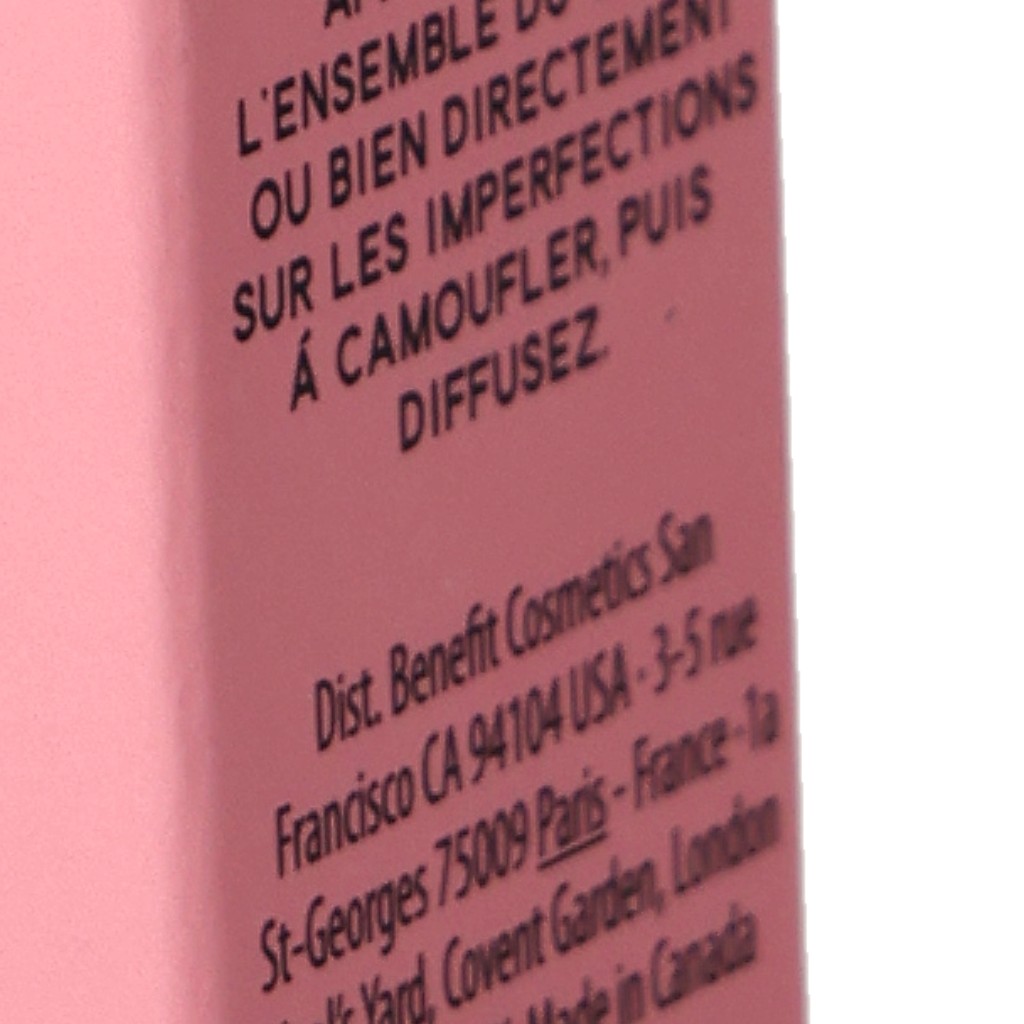 L'ENSEMBLE DU
OU BIEN DIRECTEMENT
SUR LES IMPERFECTIONS
Á CAMOUFLER, PUIS
DIFFUSEZ.
Dist. Benefit Cosmetics San
Francisco CA 94104 USA - 3-5 rue
St-Georges 75009 Paris - France - 1a
Yard, Covent Garden, London
Made in Canada